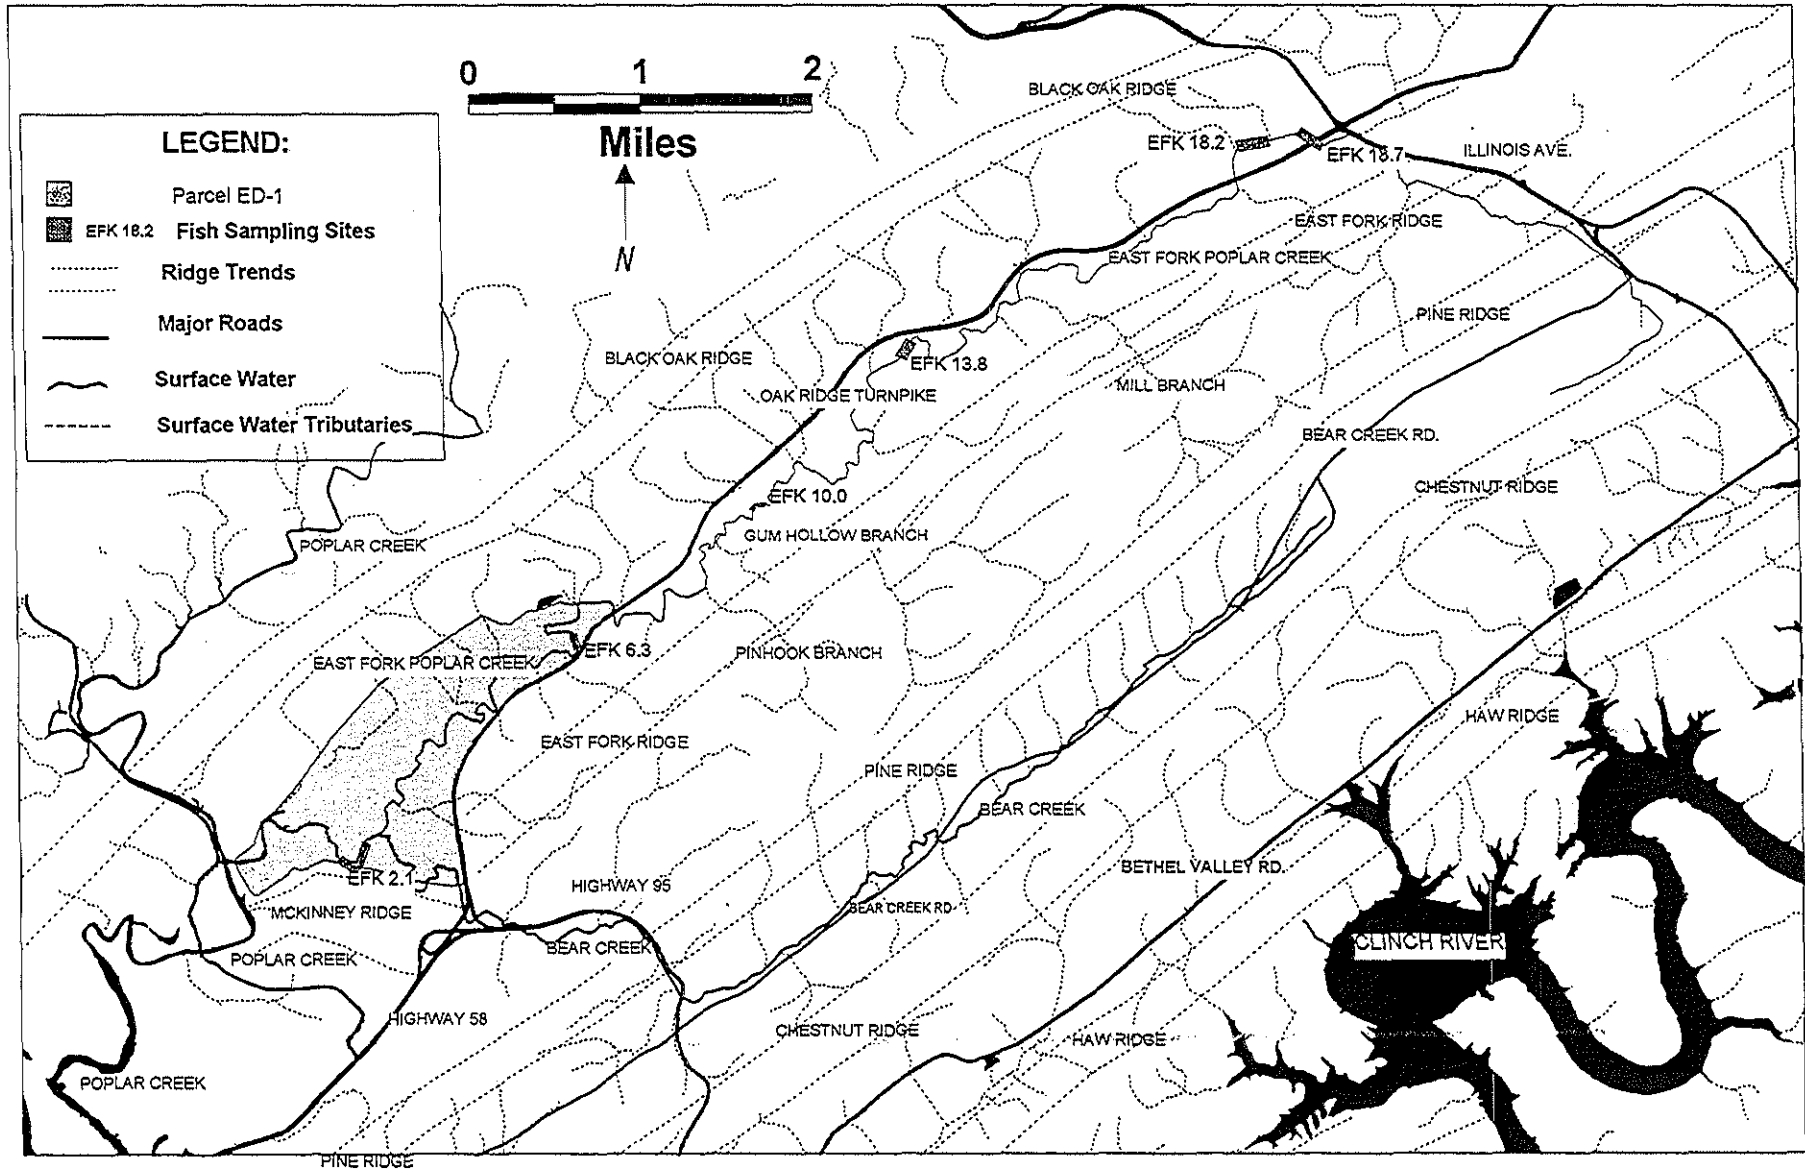 0 1 2
Miles
N
LEGEND:
Parcel ED-1
EFK 18.2 Fish Sampling Sites
Ridge Trends
Major Roads
Surface Water
Surface Water Tributaries
BLACK OAK RIDGE
EFK 18.2
EFK 18.7
ILLINOIS AVE.
EAST FORK RIDGE
EAST FORK POPLAR CREEK
PINE RIDGE
BLACK OAK RIDGE
EFK 13.8
OAK RIDGE TURNPIKE
MILL BRANCH
BEAR CREEK RD.
EFK 10.0
CHESTNUT RIDGE
GUM HOLLOW BRANCH
POPLAR CREEK
EFK 6.3
PINHOOK BRANCH
EAST FORK POPLAR CREEK
HAW RIDGE
EAST FORK RIDGE
PINE RIDGE
BEAR CREEK
BETHEL VALLEY RD.
EFK 2.1
HIGHWAY 95
BEAR CREEK RD
MCKINNEY RIDGE
CLINCH RIVER
BEAR CREEK
POPLAR CREEK
HIGHWAY 58
CHESTNUT RIDGE
HAW RIDGE
POPLAR CREEK
PINE RIDGE